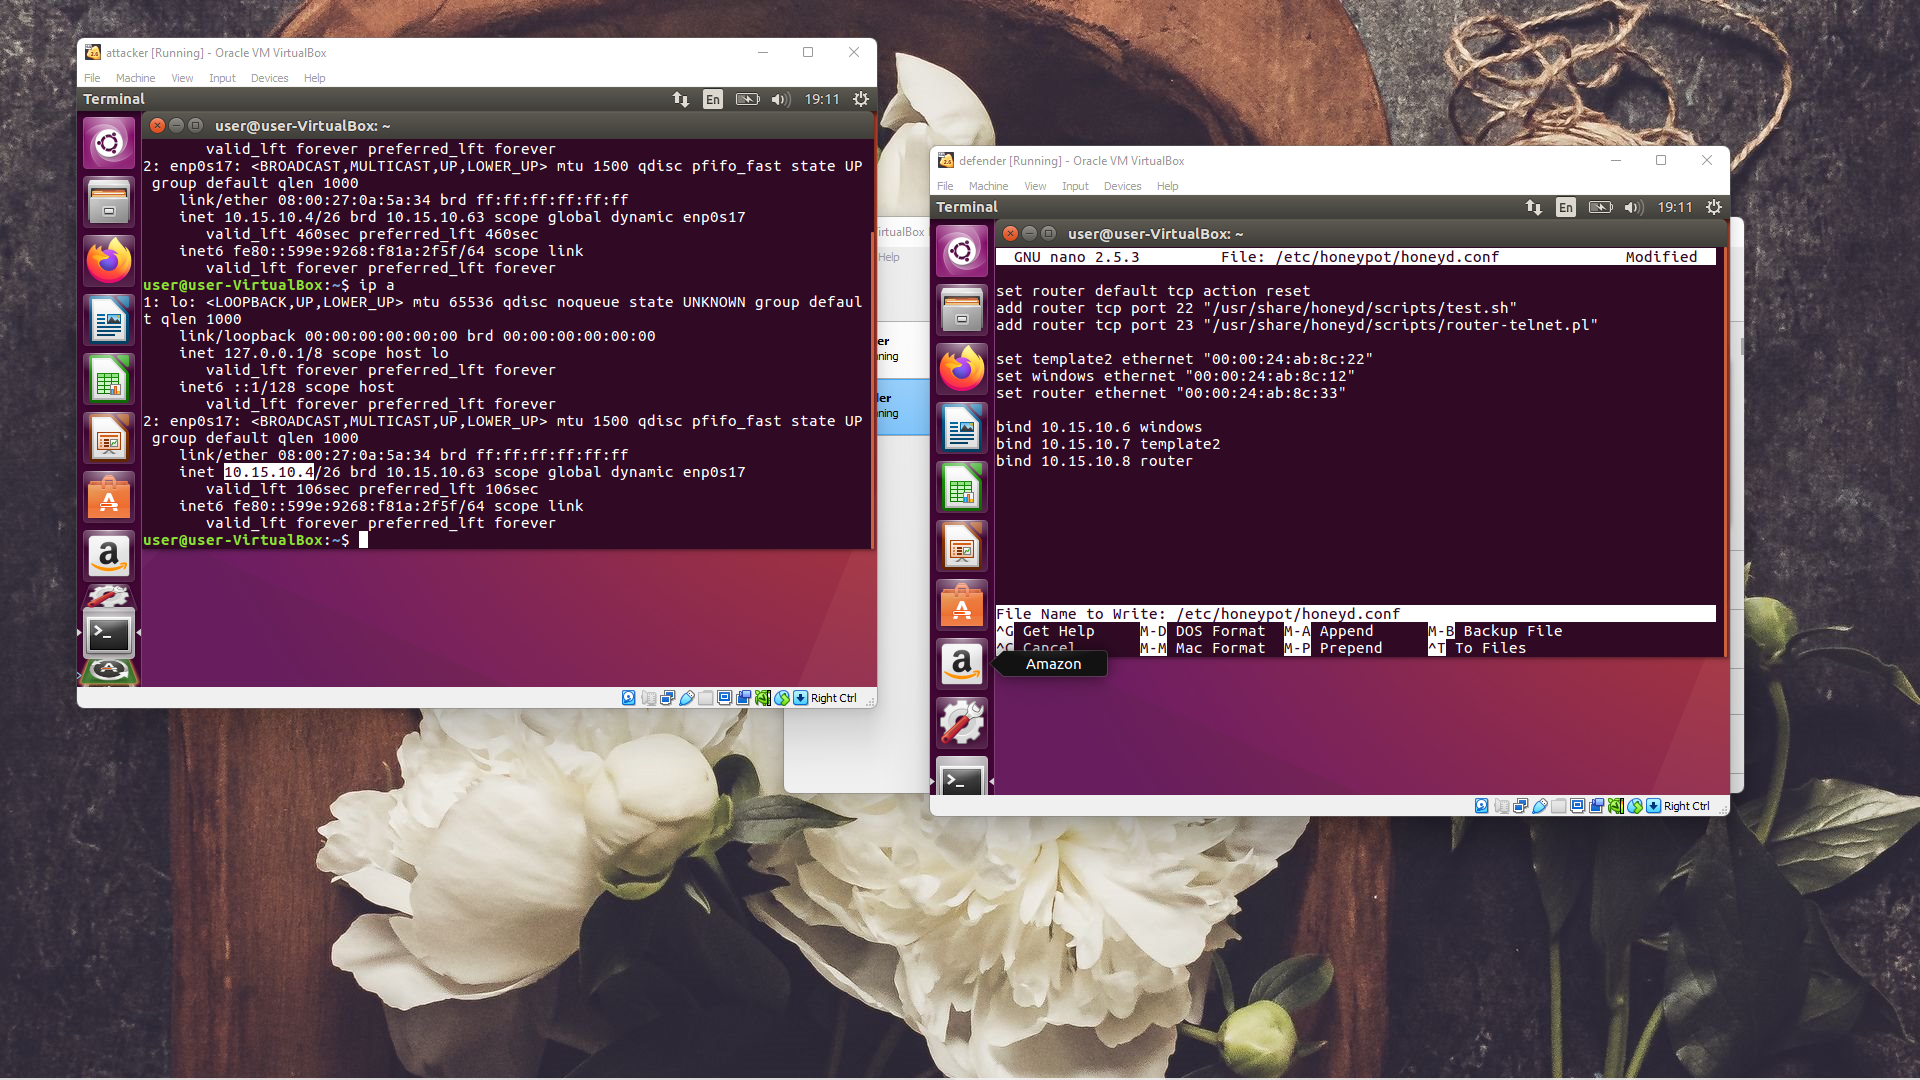 attacker [Running] - Oracle VM VirtualBox
File Machine View Input Devices Help
Terminal
En
19:11
user@user-VirtualBox: ~
valid_lft forever preferred_lft forever
2: enp0s17: <BROADCAST,MULTICAST,UP,LOWER_UP> mtu 1500 qdisc pfifo_fast state UP
group default qlen 1000
link/ether 08:00:27:0a:5a:34 brd ff:ff:ff:ff:ff:ff
inet 10.15.10.4/26 brd 10.15.10.63 scope global dynamic enp0s17
valid_lft 460sec preferred_lft 460sec
inet6 fe80::599e:9268:f81a:2f5f/64 scope link
valid_lft forever preferred_lft forever
user@user-VirtualBox:~$ ip a
1: lo: <LOOPBACK,UP,LOWER_UP> mtu 65536 qdisc noqueue state UNKNOWN group defaul
t qlen 1000
link/loopback 00:00:00:00:00:00 brd 00:00:00:00:00:00
inet 127.0.0.1/8 scope host lo
valid_lft forever preferred_lft forever
inet6 ::1/128 scope host
valid_lft forever preferred_lft forever
2: enp0s17: <BROADCAST,MULTICAST,UP,LOWER_UP> mtu 1500 qdisc pfifo_fast state UP
group default qlen 1000
link/ether 08:00:27:0a:5a:34 brd ff:ff:ff:ff:ff:ff
inet 10.15.10.4/26 brd 10.15.10.63 scope global dynamic enp0s17
valid_lft 106sec preferred_lft 106sec
inet6 fe80::599e:9268:f81a:2f5f/64 scope link
valid_lft forever preferred_lft forever
user@user-VirtualBox:~$
Right Ctrl
irtualBox
Help
er
nning
der
nning
defender [Running] - Oracle VM VirtualBox
File Machine View Input Devices Help
Terminal
En
19:11
user@user-VirtualBox: ~
GNU nano 2.5.3 File: /etc/honeypot/honeyd.conf Modified
set router default tcp action reset
add router tcp port 22 "/usr/share/honeyd/scripts/test.sh"
add router tcp port 23 "/usr/share/honeyd/scripts/router-telnet.pl"
set template2 ethernet "00:00:24:ab:8c:22"
set windows ethernet "00:00:24:ab:8c:12"
set router ethernet "00:00:24:ab:8c:33"
bind 10.15.10.6 windows
bind 10.15.10.7 template2
bind 10.15.10.8 router
File Name to Write: /etc/honeypot/honeyd.conf
^G Get Help M-D DOS Format M-A Append M-B Backup File
^C Cancel M-M Mac Format M-P Prepend ^T To Files
Amazon
Right Ctrl